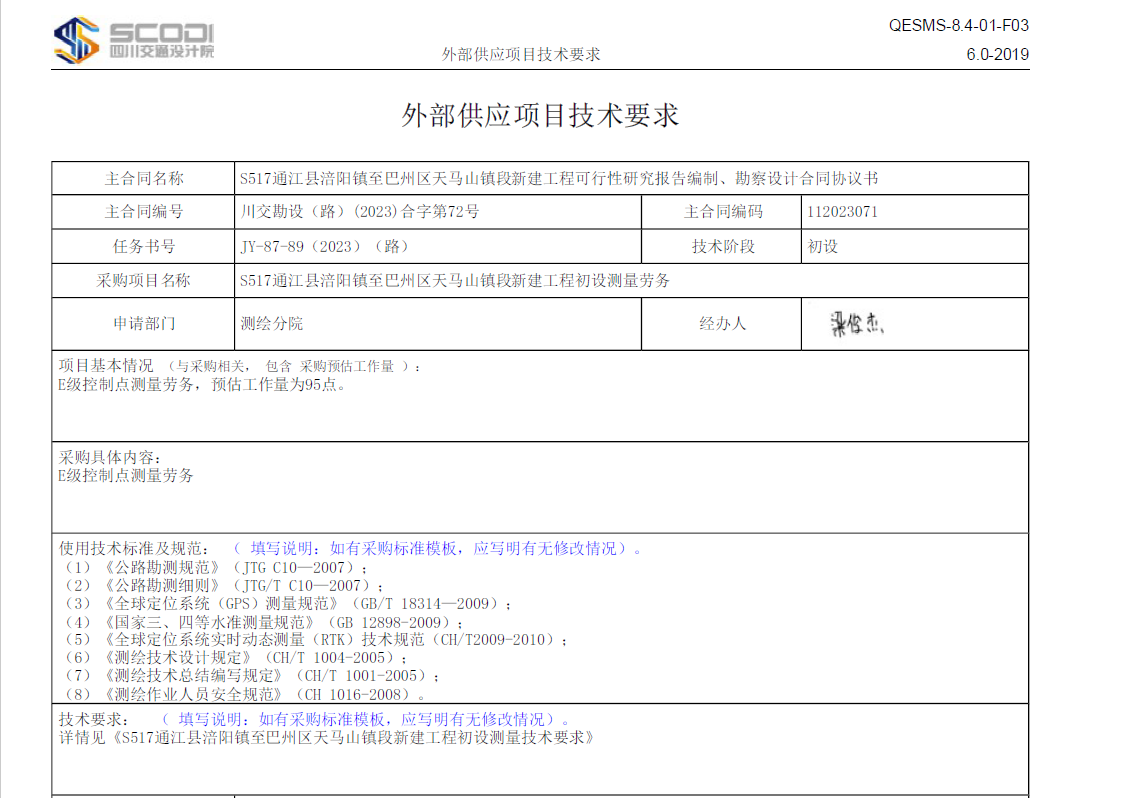 SCODI
四川交通设计院
QESMS-8.4-01-F03
外部供应项目技术要求
6.0-2019
外部供应项目技术要求
主合同名称 S517通江县涪阳镇至巴州区天马山镇段新建工程可行性研究报告编制、勘察设计合同协议书
主合同编号 川交勘设（路）(2023)合字第72号 主合同编码 112023071
任务书号 JY-87-89（2023）（路） 技术阶段 初设
采购项目名称 S517通江县涪阳镇至巴州区天马山镇段新建工程初设测量劳务
申请部门 测绘分院 经办人 梁俊杰
项目基本情况 （与采购相关， 包含 采购预估工作量 ）：
E级控制点测量劳务，预估工作量为95点。
采购具体内容：
E级控制点测量劳务
使用技术标准及规范： （ 填写说明：如有采购标准模板，应写明有无修改情况）。
（1）《公路勘测规范》（JTG C10—2007）；
（2）《公路勘测细则》（JTG/T C10—2007）；
（3）《全球定位系统（GPS）测量规范》（GB/T 18314—2009）；
（4）《国家三、四等水准测量规范》（GB 12898-2009）；
（5）《全球定位系统实时动态测量（RTK）技术规范（CH/T2009-2010）；
（6）《测绘技术设计规定》（CH/T 1004-2005）；
（7）《测绘技术总结编写规定》（CH/T 1001-2005）；
（8）《测绘作业人员安全规范》（CH 1016-2008）。
技术要求： （ 填写说明：如有采购标准模板，应写明有无修改情况）。
详情见《S517通江县涪阳镇至巴州区天马山镇段新建工程初设测量技术要求》